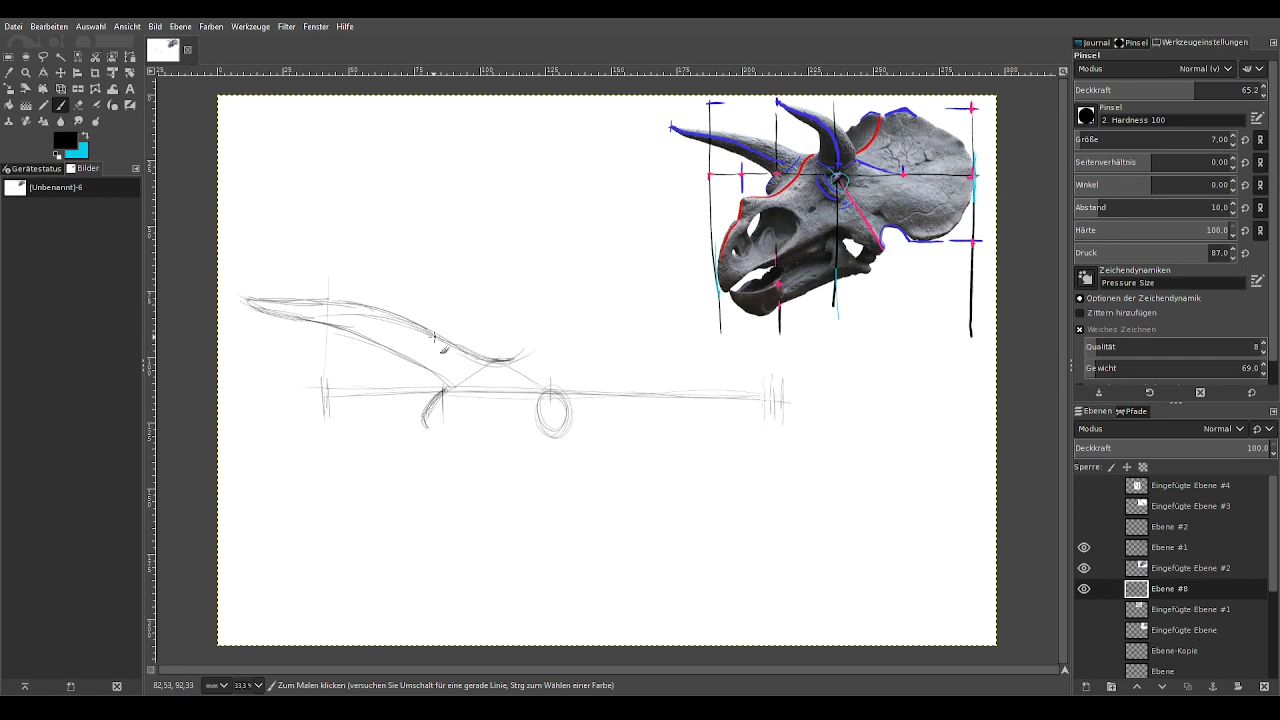 Datei Bearbeiten Auswahl Ansicht Bild Ebene Farben Werkzeuge Filter Fenster Hilfe
Journal Pinsel Werkzeugeinstellungen
Pinsel
Modus Normal (v)
Deckkraft 65,2
Pinsel
2. Hardness 100
Größe 7,00
Seitenverhältnis 0,00
Winkel 0,00
Abstand 10,0
Härte 100,0
Druck 87,0
Zeichendynamiken
Pressure Size
Optionen der Zeichendynamik
Zittern hinzufügen
Weiches Zeichnen
Qualität 8
Gewicht 69,0
Gerätestatus Bilder
[Unbenannt]-6
Ebenen Pfade
Modus Normal
Deckkraft 100,0
Sperre:
Eingefügte Ebene #4
Eingefügte Ebene #3
Ebene #2
Ebene #1
Eingefügte Ebene #2
Ebene #8
Eingefügte Ebene #1
Eingefügte Ebene
Ebene-Kopie
Ebene
82,53, 92,33 mm 33,3 % Zum Malen klicken (versuchen Sie Umschalt für eine gerade Linie, Strg zum Wählen einer Farbe)